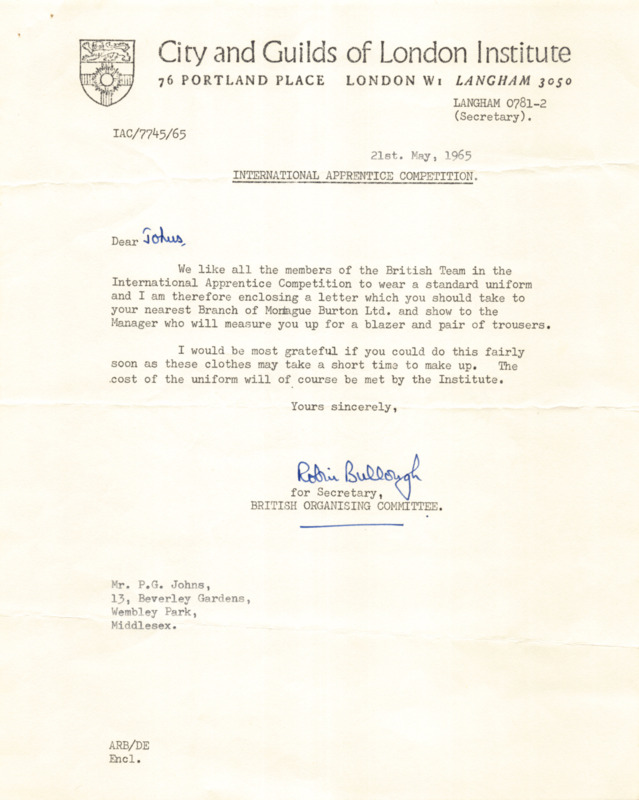 City and Guilds of London Institute
76 PORTLAND PLACE LONDON W1 LANGHAM 3050
LANGHAM 0781-2
(Secretary).
IAC/7745/65
21st. May, 1965
INTERNATIONAL APPRENTICE COMPETITION.
Dear Johns,
We like all the members of the British Team in the
International Apprentice Competition to wear a standard uniform
and I am therefore enclosing a letter which you should take to
your nearest Branch of Montague Burton Ltd. and show to the
Manager who will measure you up for a blazer and pair of trousers.
I would be most grateful if you could do this fairly
soon as these clothes may take a short time to make up. The
cost of the uniform will of course be met by the Institute.
Yours sincerely,
Robin Bullough
for Secretary,
BRITISH ORGANISING COMMITTEE.
Mr. P.G. Johns,
13, Beverley Gardens,
Wembley Park,
Middlesex.
ARB/DE
Encl.